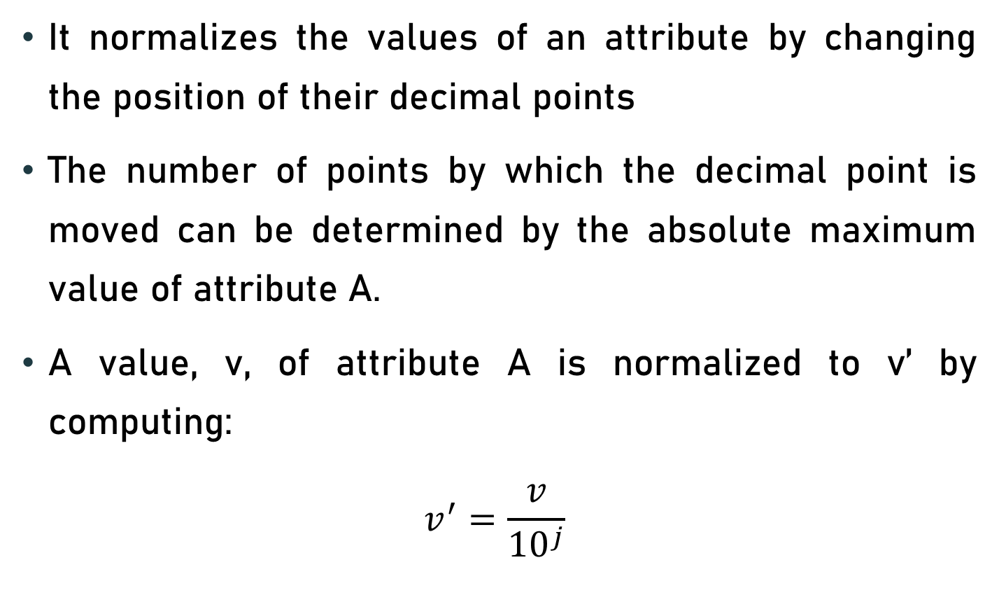 • It normalizes the values of an attribute by changing
the position of their decimal points
• The number of points by which the decimal point is
moved can be determined by the absolute maximum
value of attribute A.
• A value, v, of attribute A is normalized to v’ by
computing:
v′ = v / 10^j